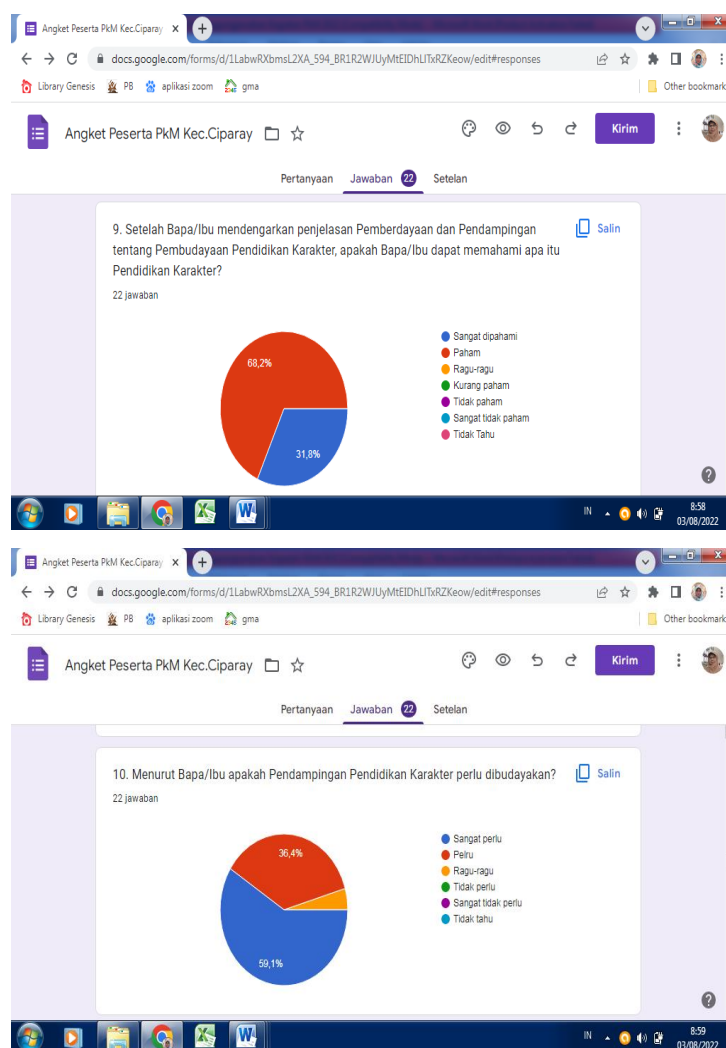 Angket Peserta PkM Kec.Ciparay
docs.google.com/forms/d/1LabwRXbmsL2XA_594_BR1R2WJUyMtEIDhLITxRZKeow/edit#responses
Library Genesis PB aplikasi zoom gma Other bookmark
Angket Peserta PkM Kec.Ciparay Kirim
Pertanyaan Jawaban 22 Setelan
9. Setelah Bapa/Ibu mendengarkan penjelasan Pemberdayaan dan Pendampingan Salin
tentang Pembudayaan Pendidikan Karakter, apakah Bapa/Ibu dapat memahami apa itu
Pendidikan Karakter?
22 jawaban
Sangat dipahami
Paham
Ragu-ragu
Kurang paham
Tidak paham
Sangat tidak paham
Tidak Tahu
68,2%
31,8%
IN 8:58
03/08/2022
Angket Peserta PkM Kec.Ciparay
docs.google.com/forms/d/1LabwRXbmsL2XA_594_BR1R2WJUyMtEIDhLITxRZKeow/edit#responses
Library Genesis PB aplikasi zoom gma Other bookmark
Angket Peserta PkM Kec.Ciparay Kirim
Pertanyaan Jawaban 22 Setelan
10. Menurut Bapa/Ibu apakah Pendampingan Pendidikan Karakter perlu dibudayakan? Salin
22 jawaban
Sangat perlu
Pelru
Ragu-ragu
Tidak perlu
Sangat tidak perlu
Tidak tahu
36,4%
59,1%
IN 8:59
03/08/2022